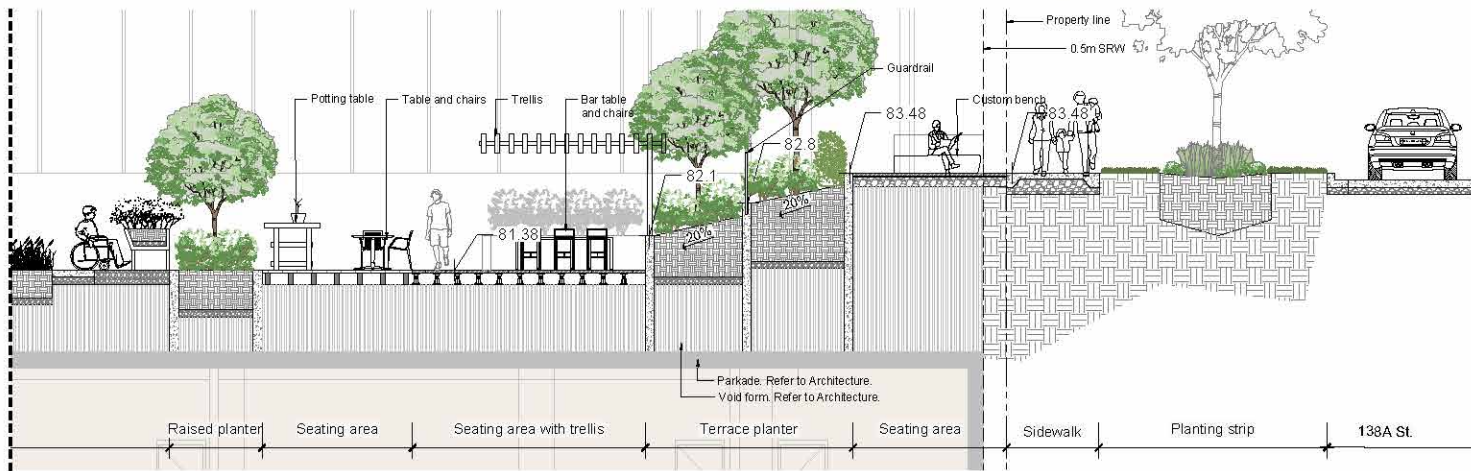 Property line
0.5m SRW
Guardrail
Potting table
Table and chairs
Trellis
Bar table
and chairs
83.48
Custom bench
83.48
82.8
82.1
20%
20%
81.38
Parkade. Refer to Architecture.
Void form. Refer to Architecture.
Raised planter
Seating area
Seating area with trellis
Terrace planter
Seating area
Sidewalk
Planting strip
138A St.